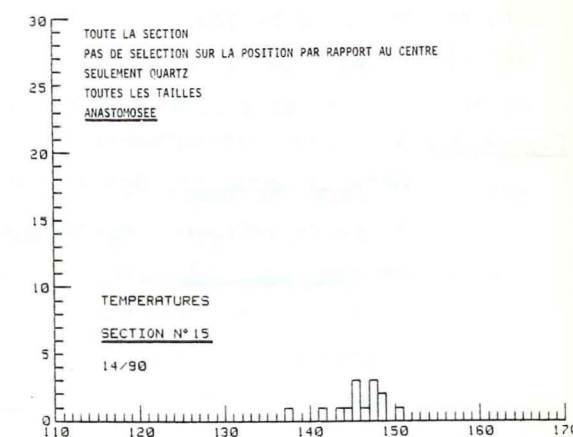 30
TOUTE LA SECTION
PAS DE SELECTION SUR LA POSITION PAR RAPPORT AU CENTRE
SEULEMENT QUARTZ
25
TOUTES LES TAILLES
ANASTOMOSEE
20
15
10
TEMPERATURES
SECTION N° 15
5
14/90
0
110 120 130 140 150 160 170